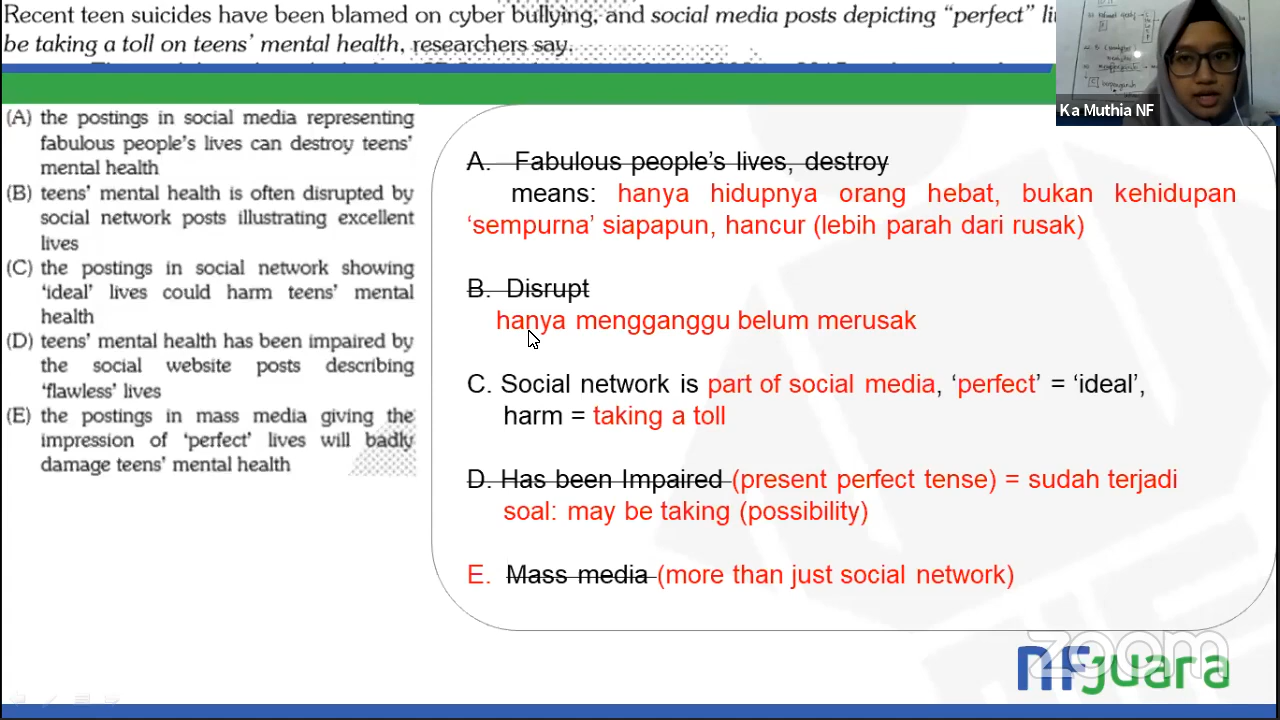 Recent teen suicides have been blamed on cyber bullying, and social media posts depicting “perfect” li
be taking a toll on teens’ mental health, researchers say.
Ka Muthia NF
(A) the postings in social media representing
fabulous people’s lives can destroy teens’
mental health
(B) teens’ mental health is often disrupted by
social network posts illustrating excellent
lives
(C) the postings in social network showing
‘ideal’ lives could harm teens’ mental
health
(D) teens’ mental health has been impaired by
the social website posts describing
‘flawless’ lives
(E) the postings in mass media giving the
impression of ‘perfect’ lives will badly
damage teens’ mental health
A. Fabulous people’s lives, destroy
means: hanya hidupnya orang hebat, bukan kehidupan
‘sempurna’ siapapun, hancur (lebih parah dari rusak)
B. Disrupt
hanya mengganggu belum merusak
C. Social network is part of social media, ‘perfect’ = ‘ideal’,
harm = taking a toll
D. Has been Impaired (present perfect tense) = sudah terjadi
soal: may be taking (possibility)
E. Mass media (more than just social network)
zoom
NFjuara